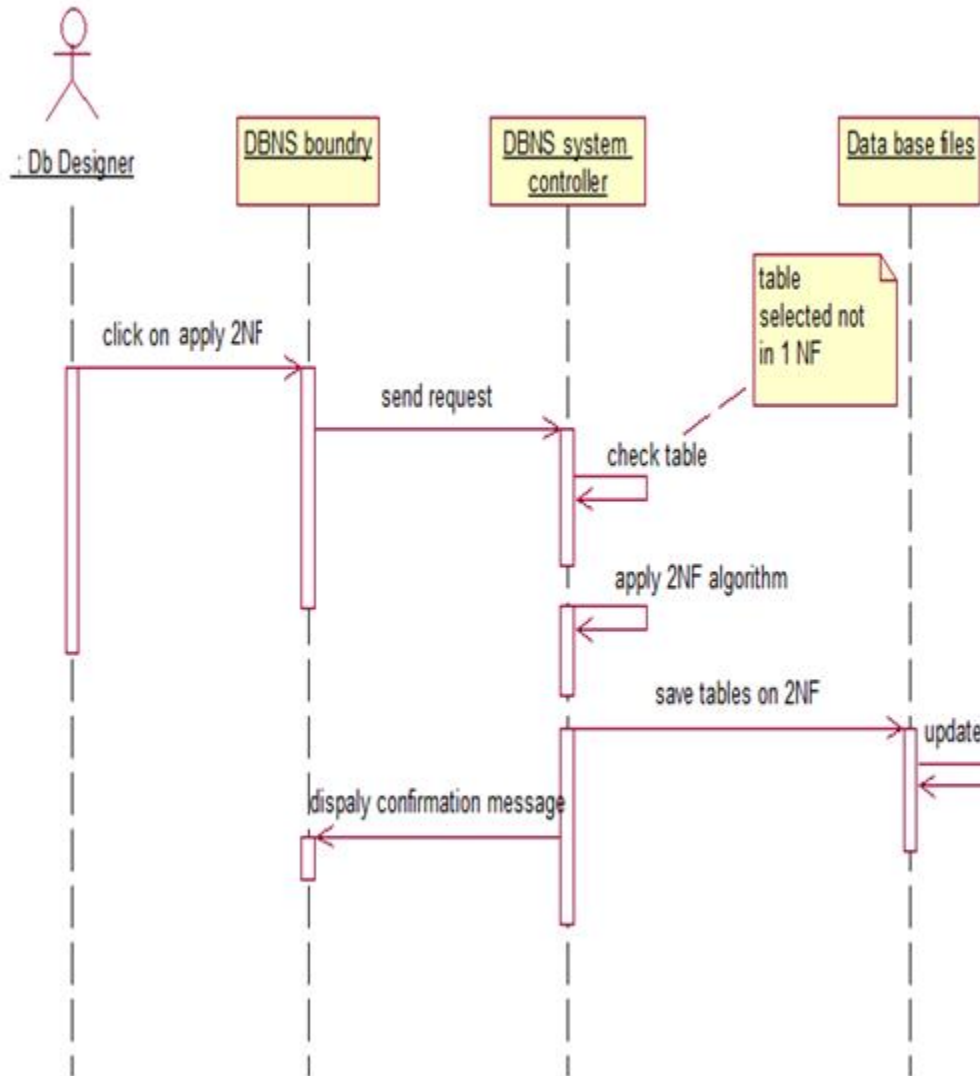 : Db Designer
DBNS boundry
DBNS system
controller
Data base files
table
selected not
in 1 NF
click on apply 2NF
send request
check table
apply 2NF algorithm
save tables on 2NF
update
dispaly confirmation message